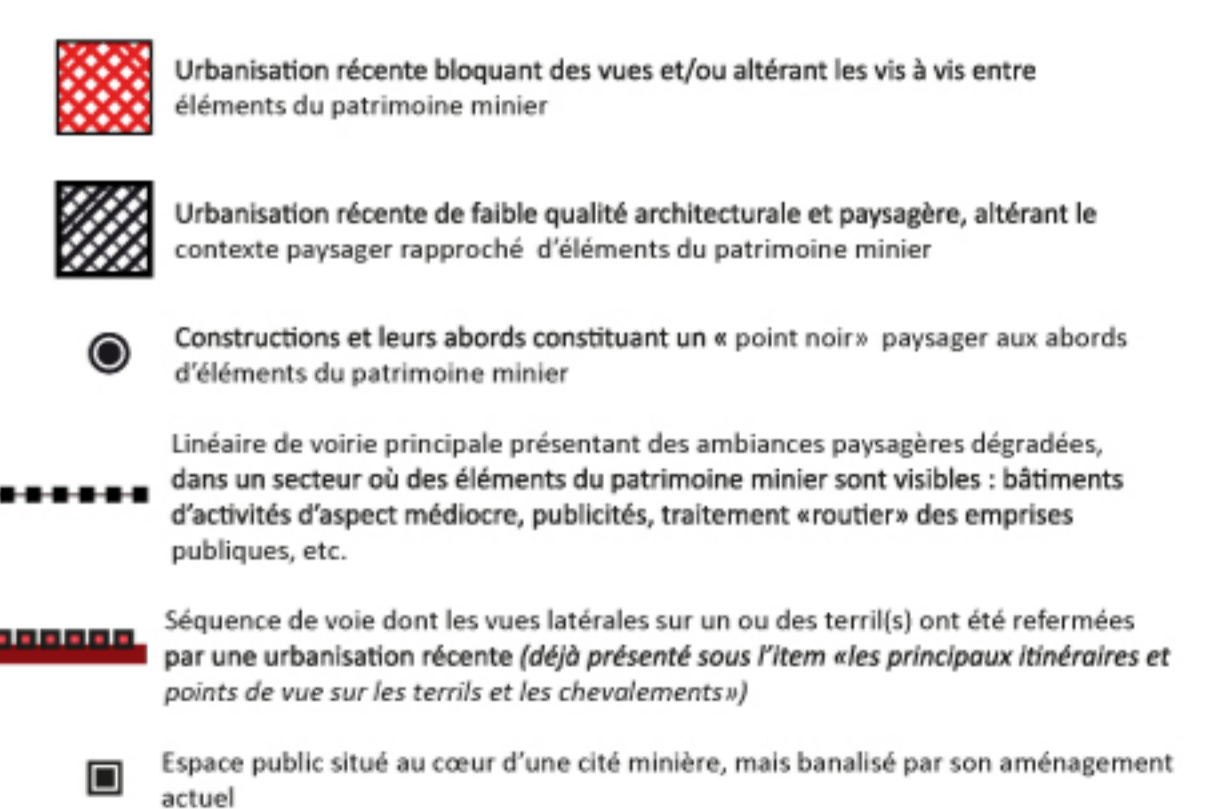 Urbanisation récente bloquant des vues et/ou altérant les vis à vis entre
éléments du patrimoine minier
Urbanisation récente de faible qualité architecturale et paysagère, altérant le
contexte paysager rapproché  d'éléments du patrimoine minier
Constructions et leurs abords constituant un « point noir»  paysager aux abords
d'éléments du patrimoine minier
Linéaire de voirie principale présentant des ambiances paysagères dégradées,
dans un secteur où des éléments du patrimoine minier sont visibles : bâtiments
d'activités d'aspect médiocre, publicités, traitement «routier» des emprises
publiques, etc.
Séquence de voie dont les vues latérales sur un ou des terril(s) ont été refermées
par une urbanisation récente (déjà présenté sous l'item «les principaux itinéraires et
points de vue sur les terrils et les chevalements»)
Espace public situé au cœur d'une cité minière, mais banalisé par son aménagement
actuel